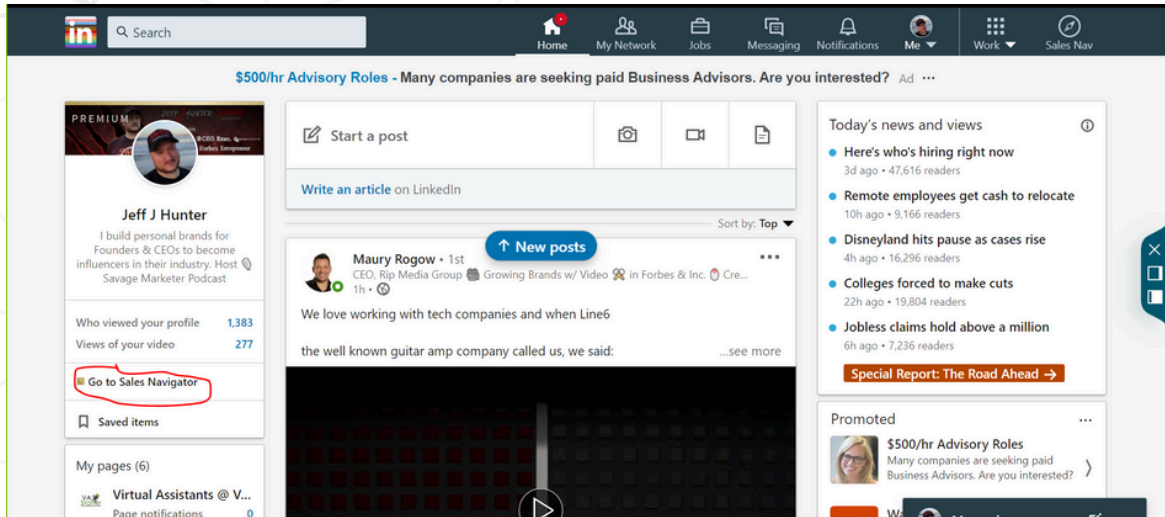 in
Search
Home
My Network
Jobs
Messaging
Notifications
Me
Work
Sales Nav
$500/hr Advisory Roles - Many companies are seeking paid Business Advisors. Are you interested? Ad ...
PREMIUM
Jeff J Hunter
I build personal brands for
Founders & CEOs to become
influencers in their industry. Host
Savage Marketer Podcast
Who viewed your profile 1,383
Views of your video 277
Go to Sales Navigator
Saved items
My pages (6)
Virtual Assistants @ V...
Page notifications 0
Start a post
Write an article on LinkedIn
Sort by: Top
↑ New posts
Maury Rogow • 1st
CEO, Rip Media Group Growing Brands w/ Video in Forbes & Inc. Cre...
1h •
We love working with tech companies and when Line6
the well known guitar amp company called us, we said:
...see more
Today's news and views
Here's who's hiring right now
3d ago • 47,616 readers
Remote employees get cash to relocate
10h ago • 9,166 readers
Disneyland hits pause as cases rise
4h ago • 16,296 readers
Colleges forced to make cuts
22h ago • 19,804 readers
Jobless claims hold above a million
6h ago • 7,236 readers
Special Report: The Road Ahead →
Promoted ...
$500/hr Advisory Roles
Many companies are seeking paid
Business Advisors. Are you interested?